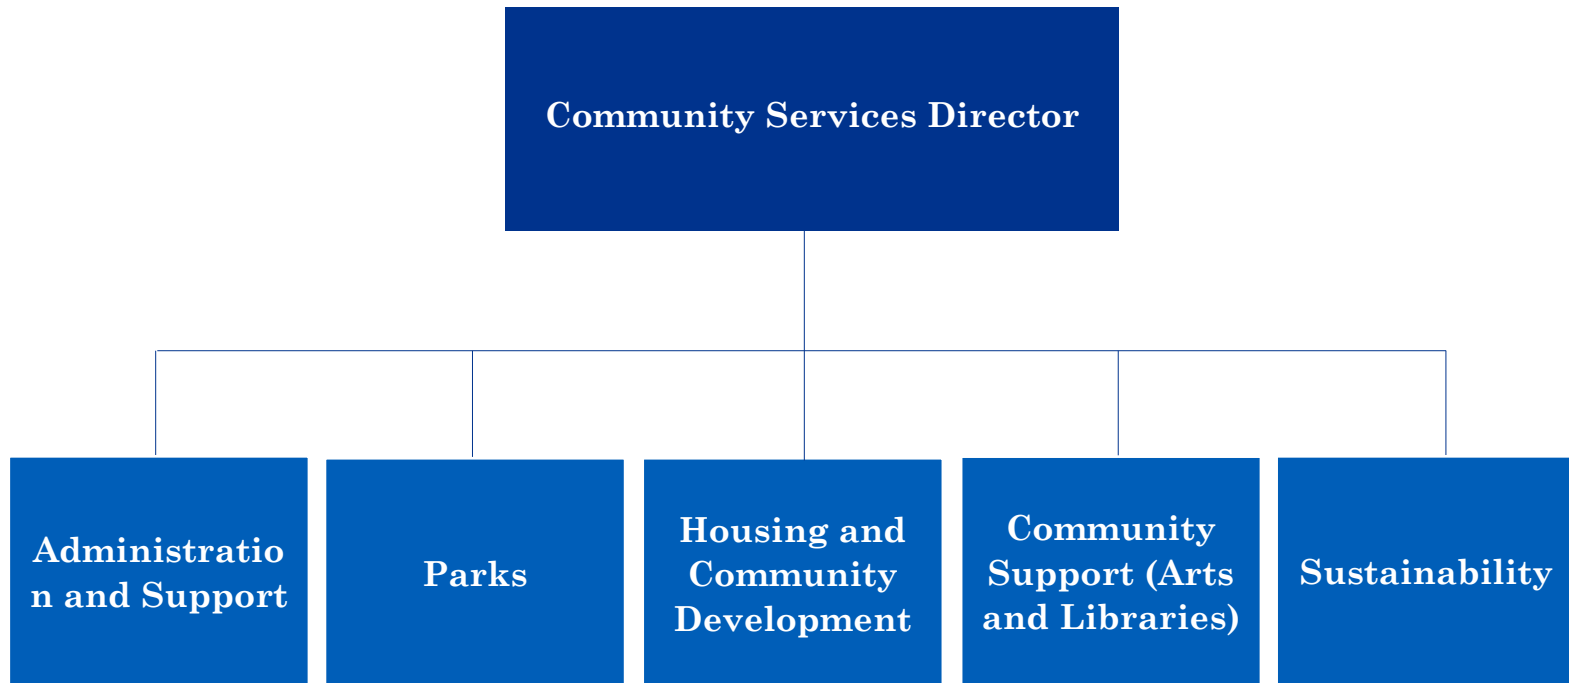 Community Services Director
Administratio
n and Support
Parks
Housing and
Community
Development
Community
Support (Arts
and Libraries)
Sustainability